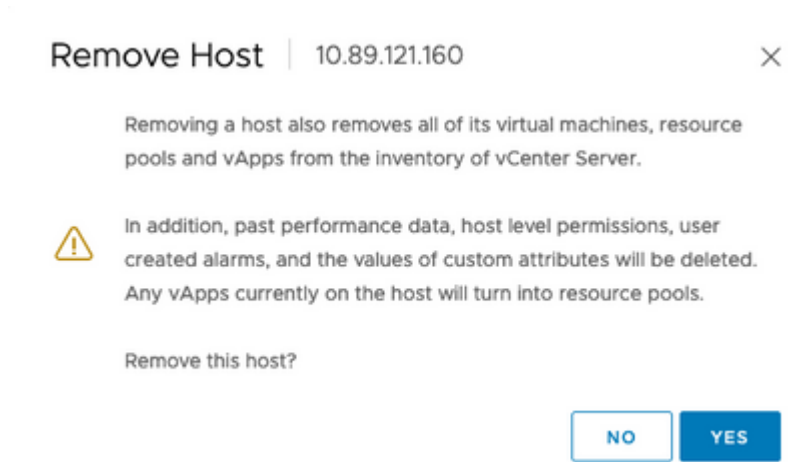 Remove Host 10.89.121.160
Removing a host also removes all of its virtual machines, resource
pools and vApps from the inventory of vCenter Server.
In addition, past performance data, host level permissions, user
created alarms, and the values of custom attributes will be deleted.
Any vApps currently on the host will turn into resource pools.
Remove this host?
NO YES